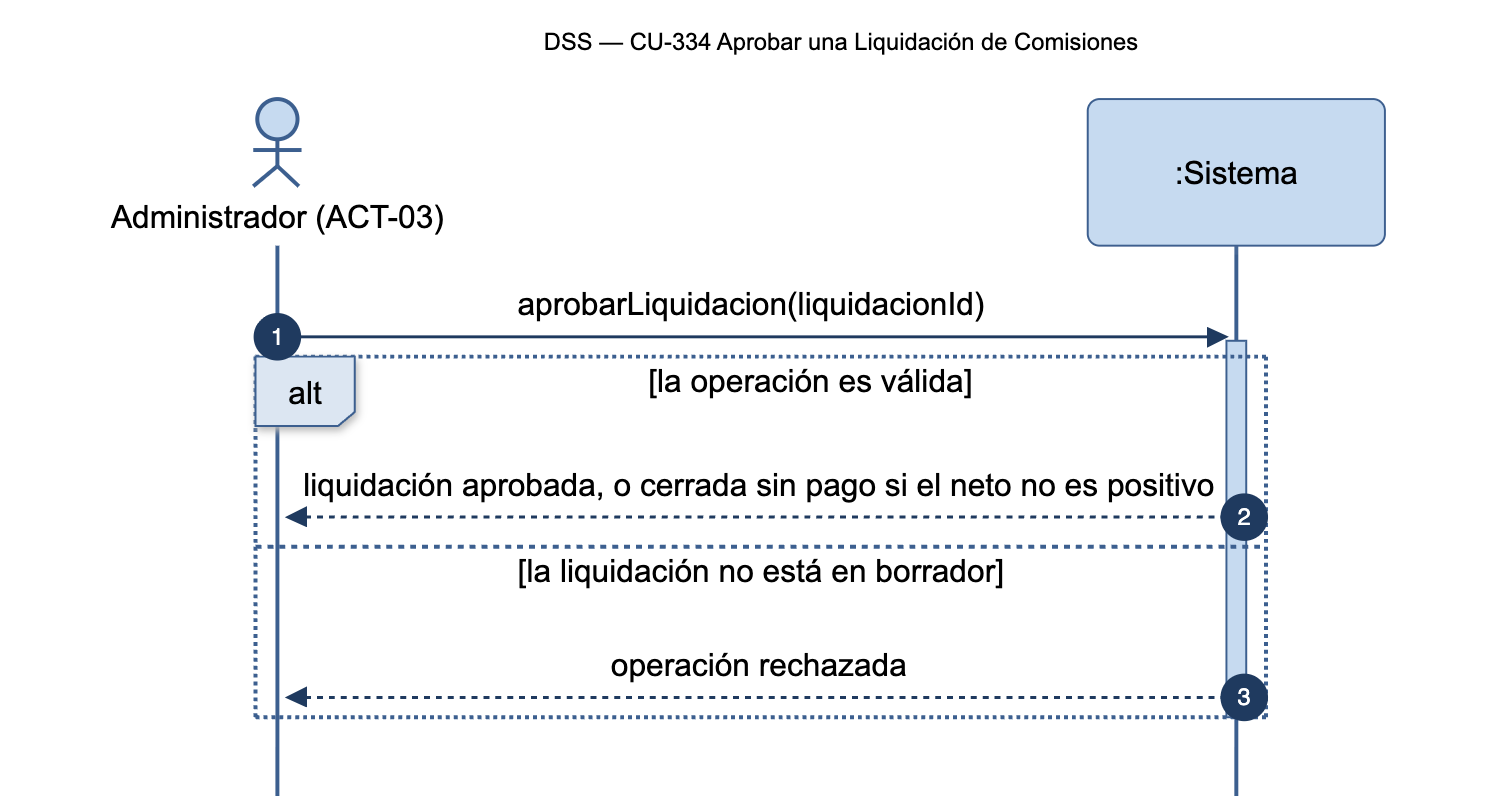 DSS — CU-334 Aprobar una Liquidación de Comisiones
Administrador (ACT-03)
:Sistema
aprobarLiquidacion(liquidacionId)
1
alt
[la operación es válida]
liquidación aprobada, o cerrada sin pago si el neto no es positivo
2
[la liquidación no está en borrador]
operación rechazada
3